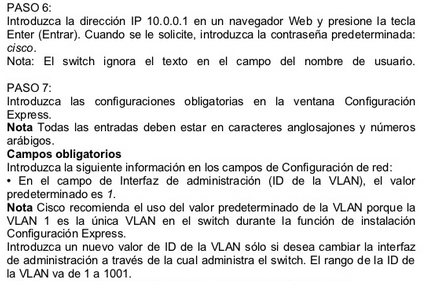 PASO 6:
Introduzca la dirección IP 10.0.0.1 en un navegador Web y presione la tecla
Enter (Entrar). Cuando se le solicite, introduzca la contraseña predeterminada:
cisco.
Nota: El switch ignora el texto en el campo del nombre de usuario.
PASO 7:
Introduzca las configuraciones obligatorias en la ventana Configuración
Express.
Nota Todas las entradas deben estar en caracteres anglosajones y números
arábigos.
Campos obligatorios
Introduzca la siguiente información en los campos de Configuración de red:
• En el campo de Interfaz de administración (ID de la VLAN), el valor
predeterminado es 1.
Nota Cisco recomienda el uso del valor predeterminado de la VLAN porque la
VLAN 1 es la única VLAN en el switch durante la función de instalación
Configuración Express.
Introduzca un nuevo valor de ID de la VLAN sólo si desea cambiar la interfaz
de administración a través de la cual administra el switch. El rango de la ID de
la VLAN va de 1 a 1001.